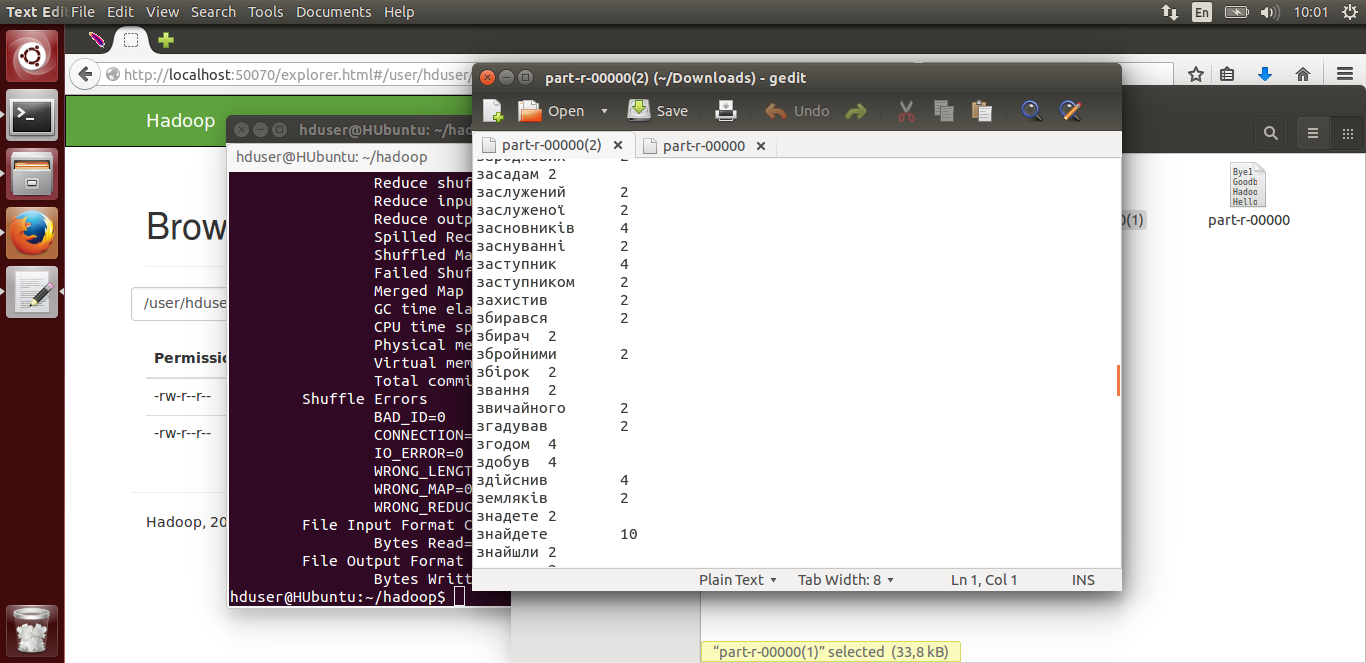 Text Edit File Edit View Search Tools Documents Help En 10:01
http://localhost:50070/explorer.html#/user/hduser/
Hadoop
Brow
/user/hduse
Permissio
-rw-r--r--
-rw-r--r--
Hadoop, 20
hduser@HUbuntu: ~/had
hduser@HUbuntu: ~/hadoop
Reduce shuf
Reduce inpu
Reduce outp
Spilled Rec
Shuffled Ma
Failed Shuf
Merged Map
GC time ela
CPU time sp
Physical me
Virtual mem
Total commi
Shuffle Errors
BAD_ID=0
CONNECTION=
IO_ERROR=0
WRONG_LENGT
WRONG_MAP=0
WRONG_REDUC
File Input Format C
Bytes Read=
File Output Format
Bytes Writt
hduser@HUbuntu:~/hadoop$
part-r-00000(2) (~/Downloads) - gedit
Open Save Undo
part-r-00000(2) part-r-00000
засадам 2
заслужений 2
заслуженої 2
засновників 4
заснуванні 2
заступник 4
заступником 2
захистив 2
збирався 2
збирач 2
збройними 2
збірок 2
звання 2
звичайного 2
згадував 2
згодом 4
здобув 4
здійснив 4
земляків 2
знадете 2
знайдете 10
знайшли 2
Plain Text Tab Width: 8 Ln 1, Col 1 INS
Bye1
Goodb
Hadoo
Hello
0(1) part-r-00000
“part-r-00000(1)” selected (33,8 kB)